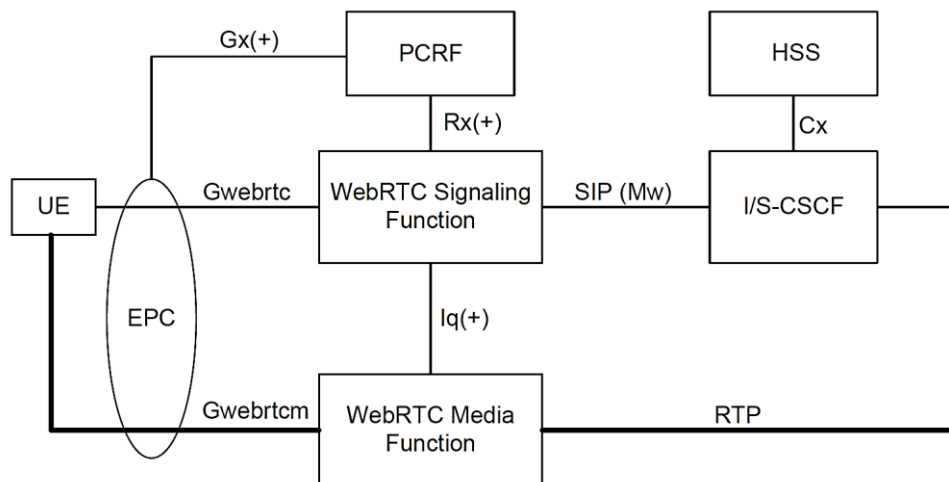 Gx(+)
PCRF
HSS
Rx(+)
Cx
UE
Gwebrtc
WebRTC Signaling
Function
SIP (Mw)
I/S-CSCF
EPC
Iq(+)
Gwebrtcm
WebRTC Media
Function
RTP